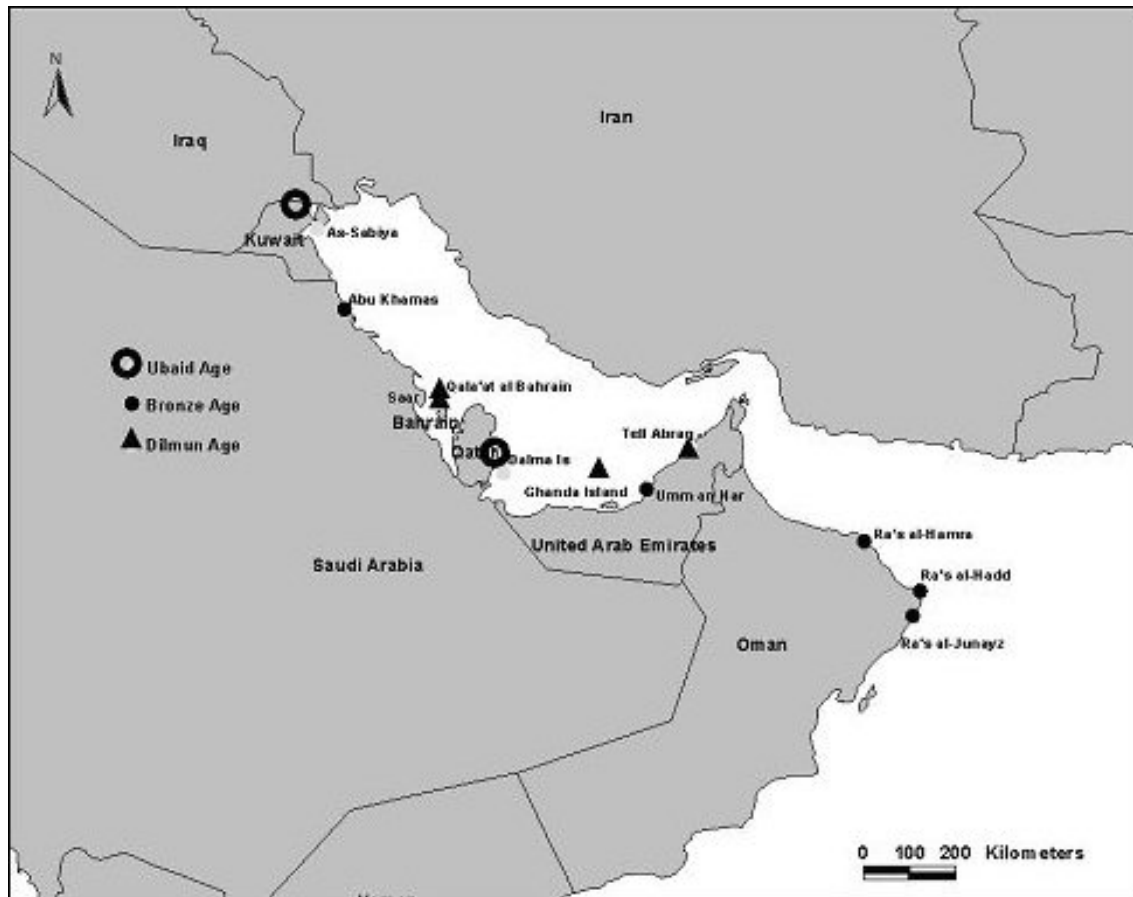 N
Iran
Iraq
Kuwait
As-Sabiya
Abu Khamas
Ubaid Age
Bronze Age
Dilmun Age
Qala'at al Bahrain
Saar
Bahrain
Tell Abraq
Dalma Is
Ghanda Island
Umm an Nar
United Arab Emirates
Saudi Arabia
Ra's al-Hamra
Ra's al-Hadd
Ra's al-Junayz
Oman
0 100 200 Kilometers